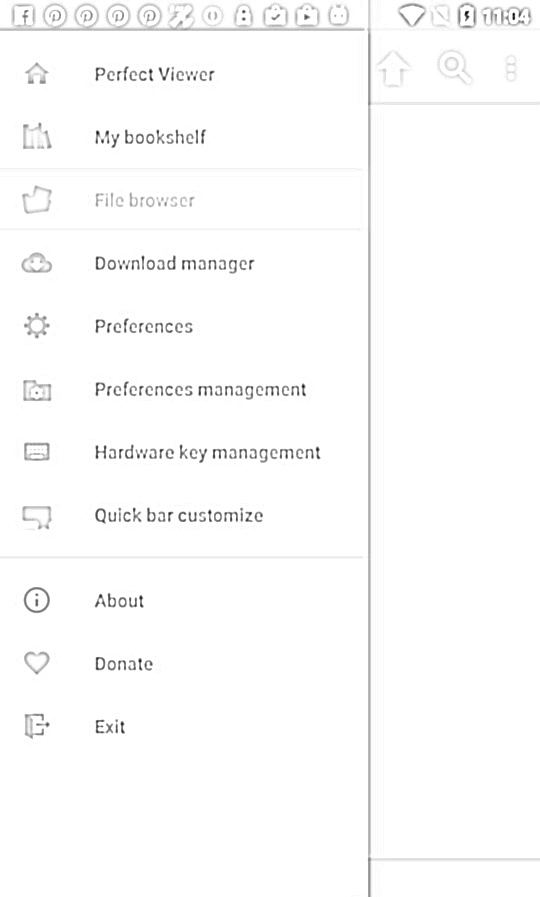 11:04
Perfect Viewer
My bookshelf
File browser
Download manager
Preferences
Preferences management
Hardware key management
Quick bar customize
About
Donate
Exit